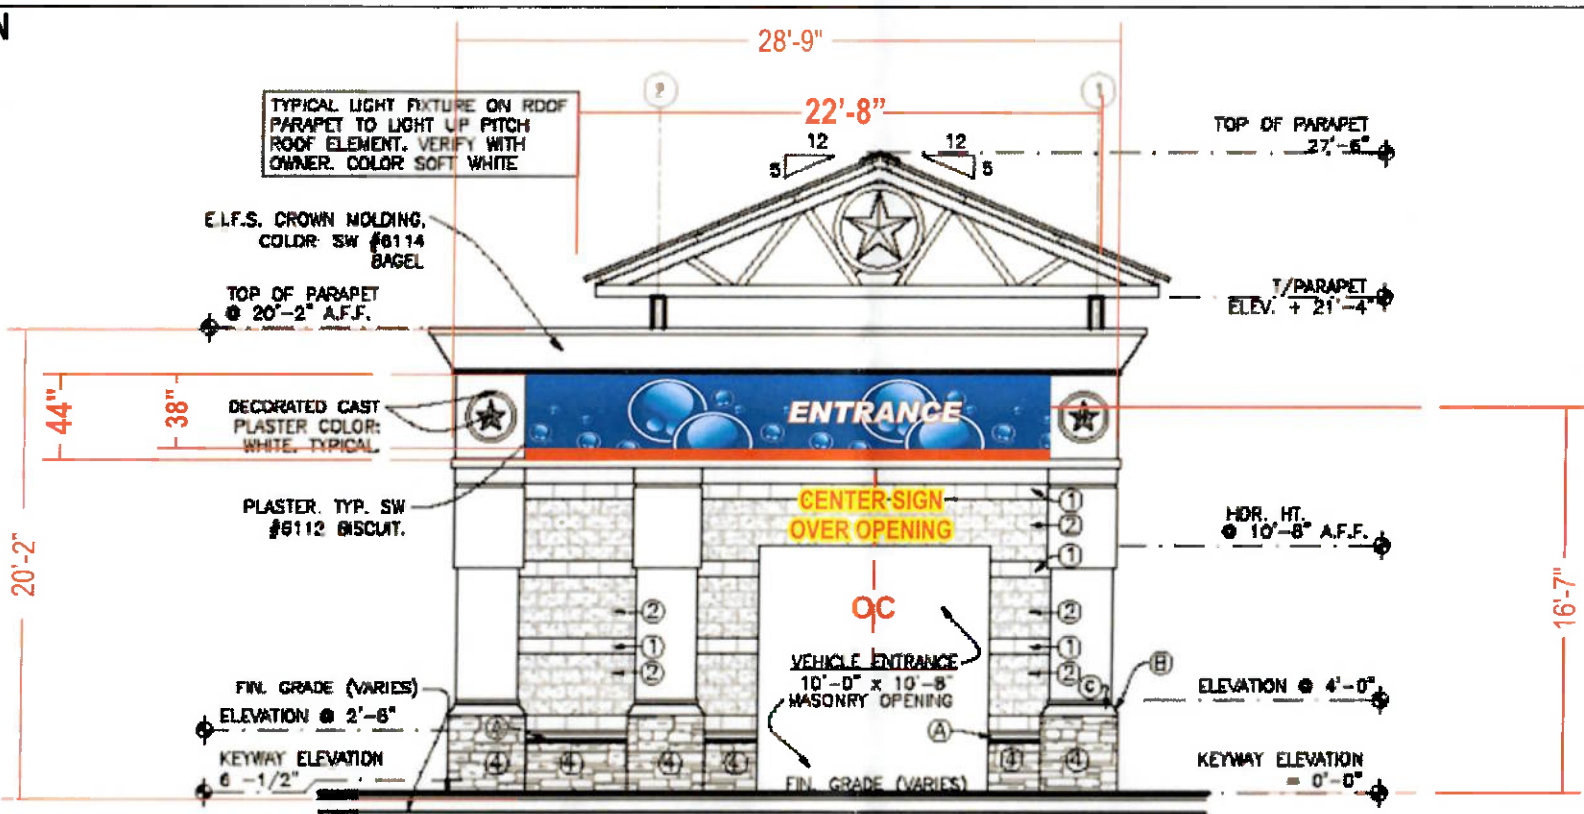 N
28'-9"
2
1
22'-8"
TYPICAL LIGHT FIXTURE ON ROOF
PARAPET TO LIGHT UP PITCH
ROOF ELEMENT. VERIFY WITH
OWNER. COLOR SOFT WHITE
12
5
12
5
TOP OF PARAPET
27'-6"
E.I.F.S. CROWN MOLDING,
COLOR: SW #6114
BAGEL
TOP OF PARAPET
@ 20'-2" A.F.F.
T/PARAPET
ELEV. + 21'-4"
44"
38"
DECORATED CAST
PLASTER COLOR:
WHITE, TYPICAL
ENTRANCE
PLASTER. TYP. SW
#6112 BISCUIT.
CENTER SIGN
OVER OPENING
1
2
1
HDR. HT.
@ 10'-8" A.F.F.
20'-2"
16'-7"
OC
2
1
2
2
1
2
VEHICLE ENTRANCE
10'-0" x 10'-8"
MASONRY OPENING
B
C
FIN. GRADE (VARIES)
ELEVATION @ 2'-6"
ELEVATION @ 4'-0"
A
A
KEYWAY ELEVATION
6 -1/2"
4
4
4
4
4
4
FIN. GRADE (VARIES)
KEYWAY ELEVATION
= 0'-0"